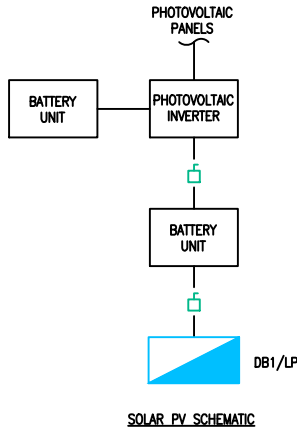 PHOTOVOLTAIC
PANELS
BATTERY
UNIT
PHOTOVOLTAIC
INVERTER
BATTERY
UNIT
DB1/LP
SOLAR PV SCHEMATIC